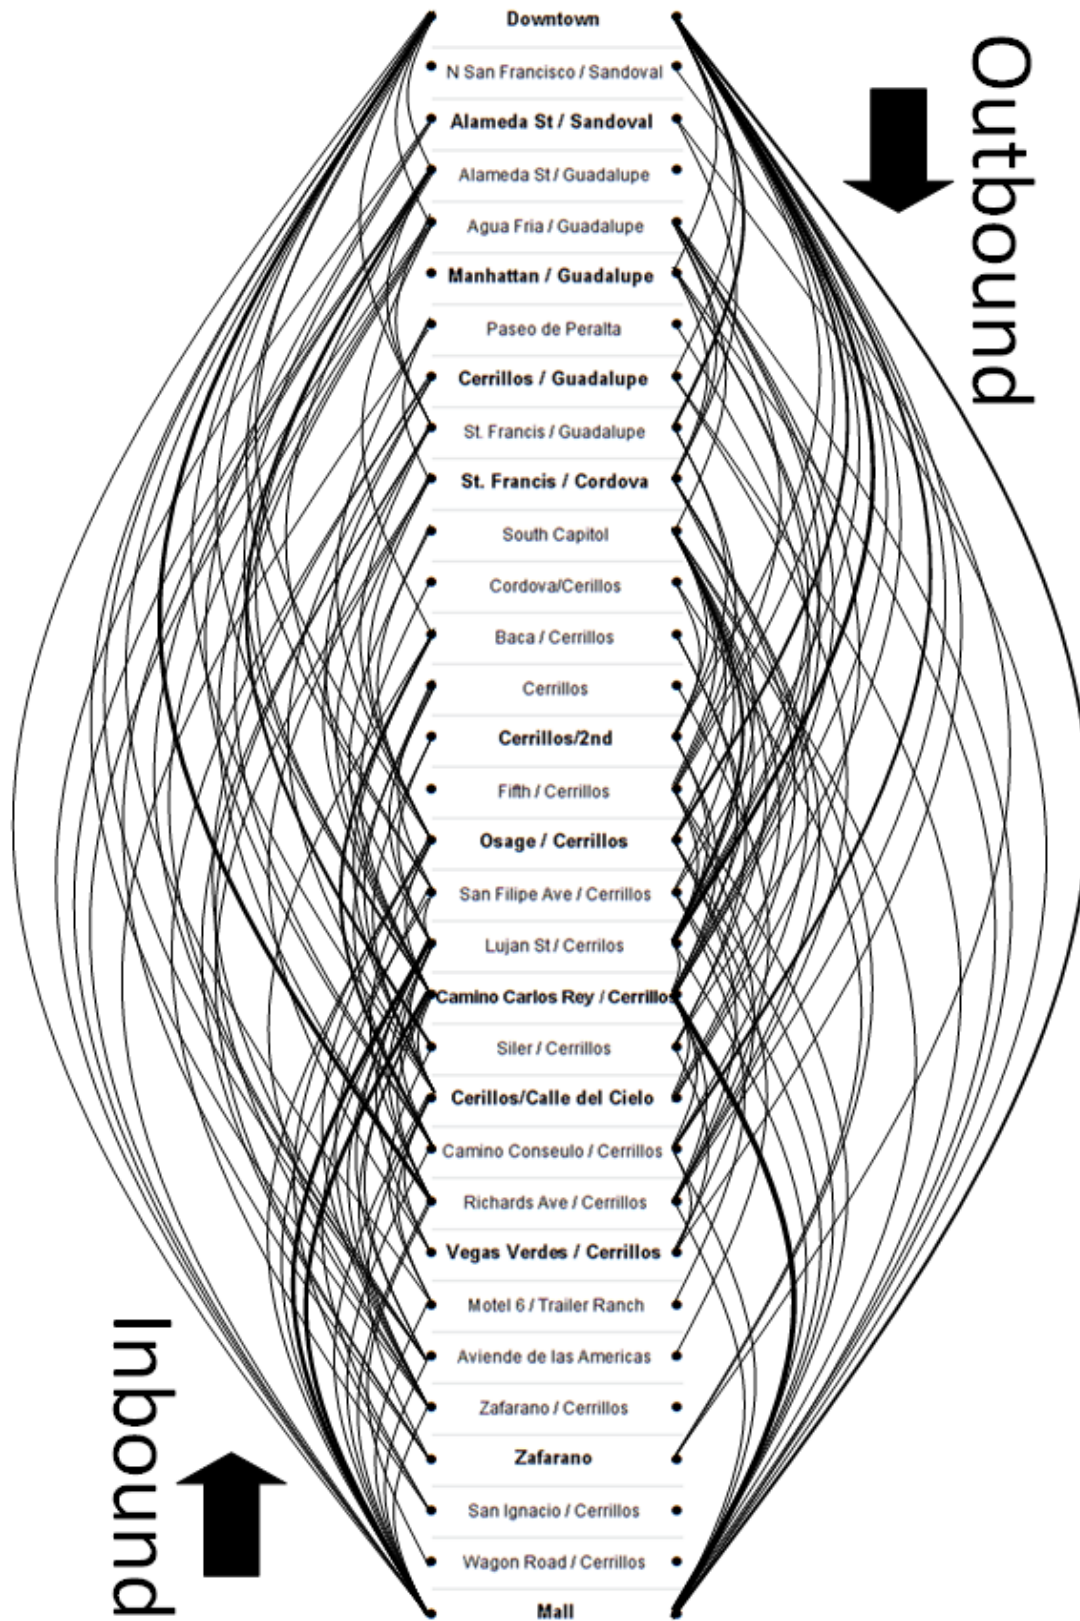 Downtown
N San Francisco / Sandoval
Alameda St / Sandoval
Alameda St / Guadalupe
Agua Fria / Guadalupe
Manhattan / Guadalupe
Paseo de Peralta
Cerrillos / Guadalupe
St. Francis / Guadalupe
St. Francis / Cordova
South Capitol
Cordova/Cerillos
Baca / Cerrillos
Cerrillos
Cerrillos/2nd
Fifth / Cerrillos
Osage / Cerrillos
San Filipe Ave / Cerrillos
Lujan St / Cerrilos
Camino Carlos Rey / Cerrillos
Siler / Cerrillos
Cerillos/Calle del Cielo
Camino Conseulo / Cerrillos
Richards Ave / Cerrillos
Vegas Verdes / Cerrillos
Motel 6 / Trailer Ranch
Aviende de las Americas
Zafarano / Cerrillos
Zafarano
San Ignacio / Cerrillos
Wagon Road / Cerrillos
Mall
Outbound
Inbound